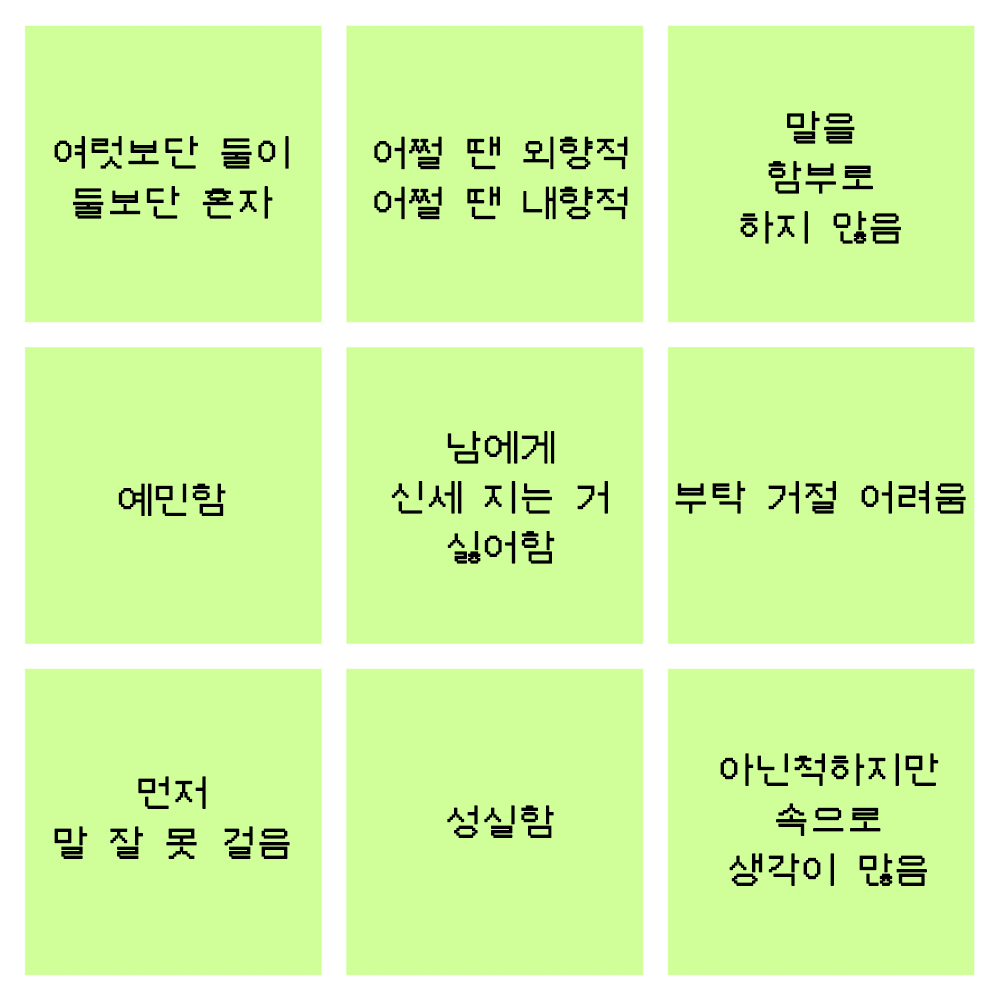 여럿보단 둘이
둘보단 혼자
어쩔 땐 외향적
어쩔 땐 내향적
말을
함부로
하지 않음
예민함
남에게
신세 지는 거
싫어함
부탁 거절 어려움
먼저
말 잘 못 걸음
성실함
아닌척하지만
속으로
생각이 많음